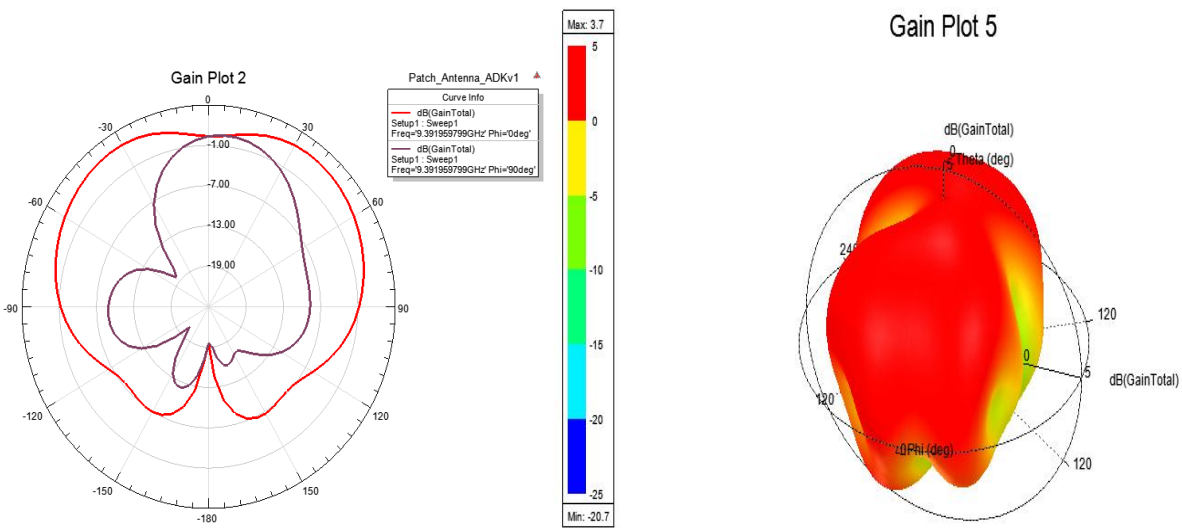 Gain Plot 2
Patch_Antenna_ADKv1
Curve Info
dB(GainTotal)
Setup1 : Sweep1
Freq='9.391959799GHz' Phi='0deg'
dB(GainTotal)
Setup1 : Sweep1
Freq='9.391959799GHz' Phi='90deg'
0
-30
30
-60
60
-90
90
-120
120
-150
150
-180
-1.00
-7.00
-13.00
-19.00
Max: 3.7
5
0
-5
-10
-15
-20
-25
Min: -20.7
Gain Plot 5
dB(GainTotal)
0
Theta (deg)
24
120
0
5
dB(GainTotal)
120
Phi (deg)
120